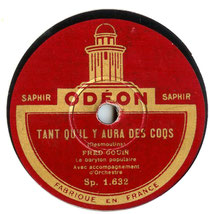 SAPHIR ODÉON SAPHIR
TANT QU'IL Y AURA DES COQS
(Desmoulins)
FRED GOUIN
Le baryton populaire
Avec accompagnement
d'Orchestre
Sp. 1.632
FABRIQUÉ EN FRANCE